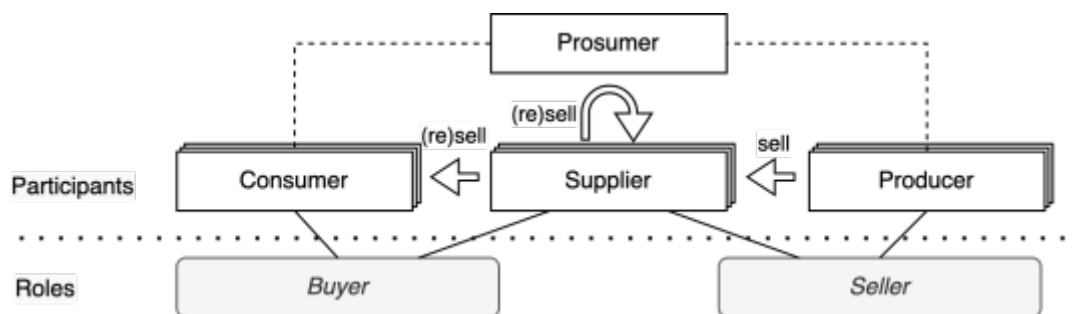 Prosumer
(re)sell
(re)sell
sell
Participants
Consumer
Supplier
Producer
Roles
Buyer
Seller